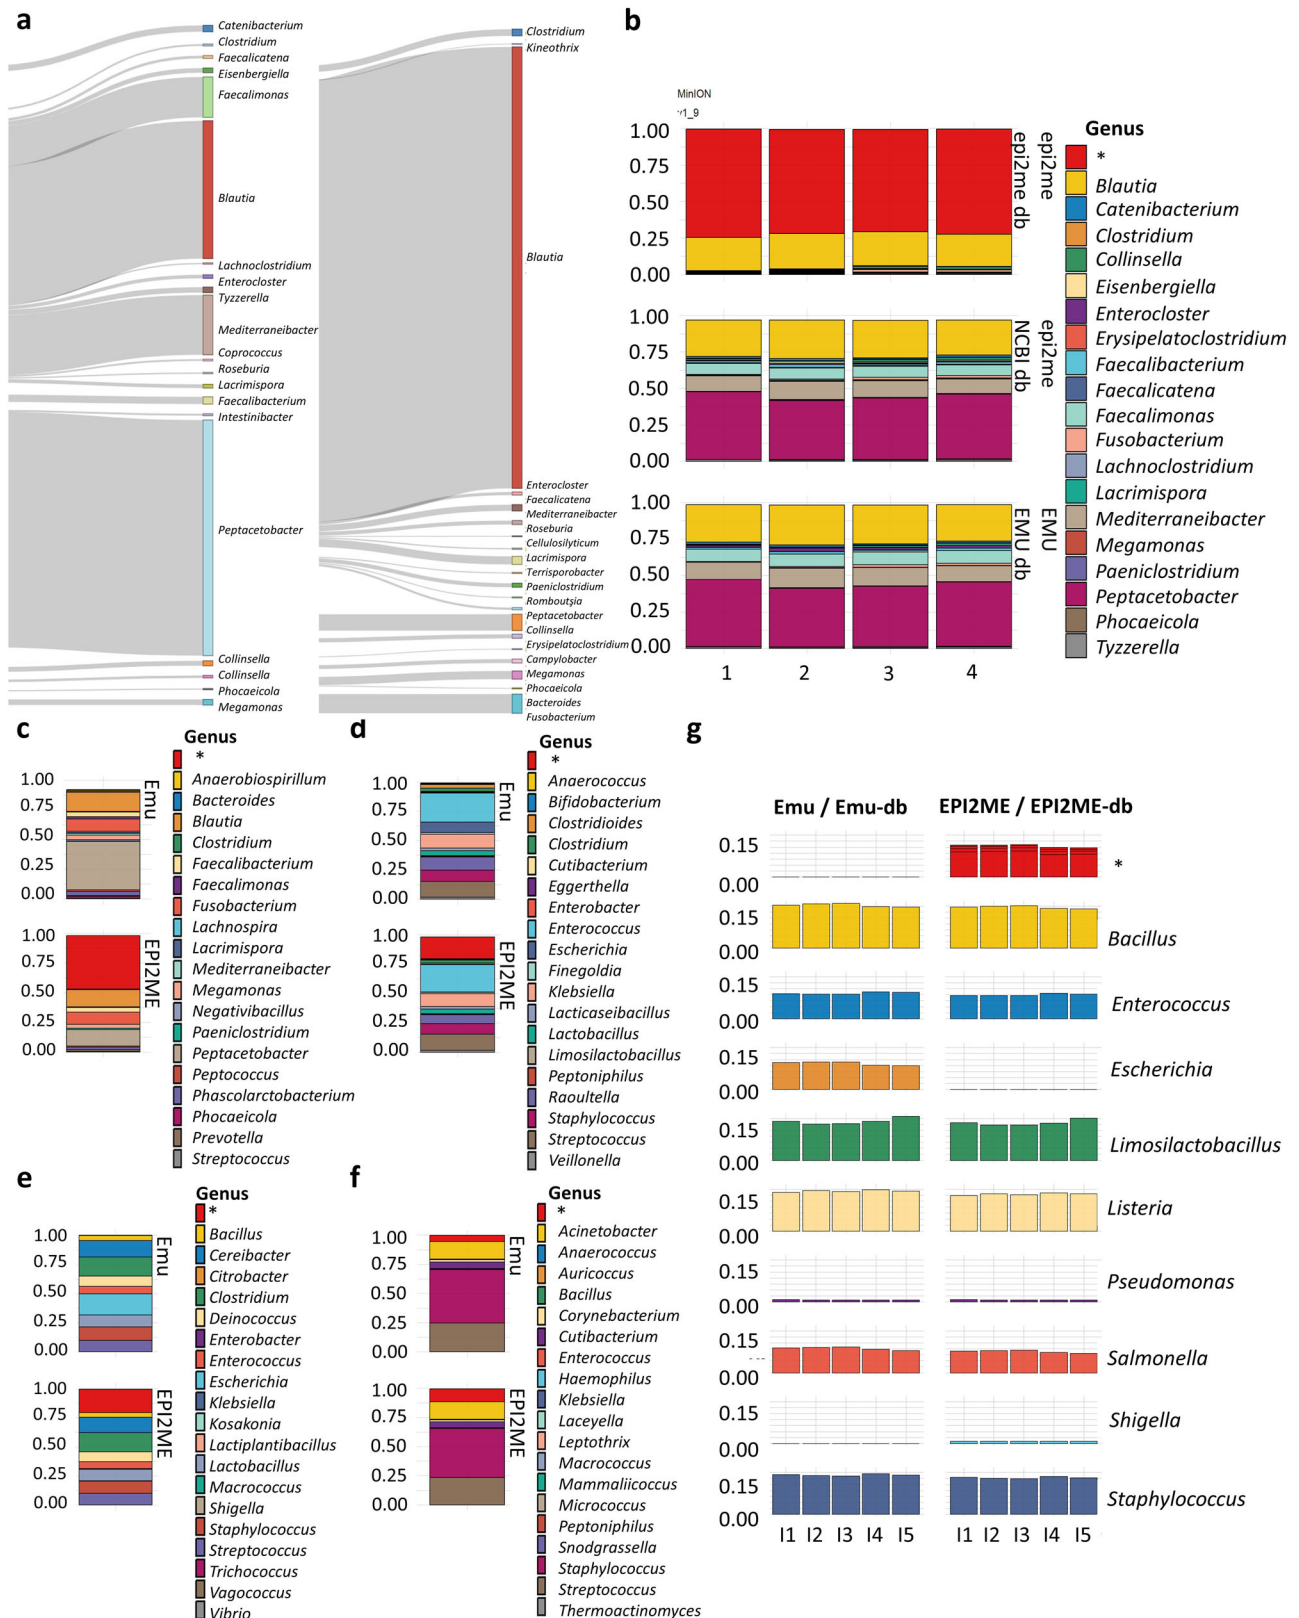 a
Catenibacterium
Clostridium
Faecalicatena
Eisenbergiella
Faecalimonas
Blautia
Lachnoclostridium
Enterocloster
Tyzzerella
Mediterraneibacter
Coprococcus
Roseburia
Lacrimispora
Faecalibacterium
Intestinibacter
Peptacetobacter
Collinsella
Collinsella
Phocaeicola
Megamonas
Clostridium
Kineothrix
Blautia
Enterocloster
Faecalicatena
Mediterraneibacter
Roseburia
Cellulosilyticum
Lacrimispora
Terrisporobacter
Paeniclostridium
Romboutsia
Peptacetobacter
Collinsella
Erysipelatoclostridium
Campylobacter
Megamonas
Phocaeicola
Bacteroides
Fusobacterium
b
MinION
v1_9
1.00
0.75
0.50
0.25
0.00
epi2me
epi2me db
1.00
0.75
0.50
0.25
0.00
epi2me
NCBI db
1.00
0.75
0.50
0.25
0.00
EMU
EMU db
1 2 3 4
Genus
*
Blautia
Catenibacterium
Clostridium
Collinsella
Eisenbergiella
Enterocloster
Erysipelatoclostridium
Faecalibacterium
Faecalicatena
Faecalimonas
Fusobacterium
Lachnoclostridium
Lacrimispora
Mediterraneibacter
Megamonas
Paeniclostridium
Peptacetobacter
Phocaeicola
Tyzzerella
c
1.00
0.75
0.50
0.25
0.00
Emu
1.00
0.75
0.50
0.25
0.00
EPI2ME
Genus
*
Anaerobiospirillum
Bacteroides
Blautia
Clostridium
Faecalibacterium
Faecalimonas
Fusobacterium
Lachnospira
Lacrimispora
Mediterraneibacter
Megamonas
Negativibacillus
Paeniclostridium
Peptacetobacter
Peptococcus
Phascolarctobacterium
Phocaeicola
Prevotella
Streptococcus
d
1.00
0.75
0.50
0.25
0.00
Emu
1.00
0.75
0.50
0.25
0.00
EPI2ME
Genus
*
Anaerococcus
Bifidobacterium
Clostridioides
Clostridium
Cutibacterium
Eggerthella
Enterobacter
Enterococcus
Escherichia
Finegoldia
Klebsiella
Lacticaseibacillus
Lactobacillus
Limosilactobacillus
Peptoniphilus
Raoultella
Staphylococcus
Streptococcus
Veillonella
e
1.00
0.75
0.50
0.25
0.00
Emu
1.00
0.75
0.50
0.25
0.00
EPI2ME
Genus
*
Bacillus
Cereibacter
Citrobacter
Clostridium
Deinococcus
Enterobacter
Enterococcus
Escherichia
Klebsiella
Kosakonia
Lactiplantibacillus
Lactobacillus
Macrococcus
Shigella
Staphylococcus
Streptococcus
Trichococcus
Vagococcus
Vibrio
f
1.00
0.75
0.50
0.25
0.00
Emu
1.00
0.75
0.50
0.25
0.00
EPI2ME
Genus
*
Acinetobacter
Anaerococcus
Auricoccus
Bacillus
Corynebacterium
Cutibacterium
Enterococcus
Haemophilus
Klebsiella
Laceyella
Leptothrix
Macrococcus
Mammaliicoccus
Micrococcus
Peptoniphilus
Snodgrassella
Staphylococcus
Streptococcus
Thermoactinomyces
g
Emu / Emu-db EPI2ME / EPI2ME-db
0.15
0.00
*
0.15
0.00
Bacillus
0.15
0.00
Enterococcus
0.15
0.00
Escherichia
0.15
0.00
Limosilactobacillus
0.15
0.00
Listeria
0.15
0.00
Pseudomonas
0.15
0.00
Salmonella
0.15
0.00
Shigella
0.15
0.00
Staphylococcus
I1 I2 I3 I4 I5 I1 I2 I3 I4 I5